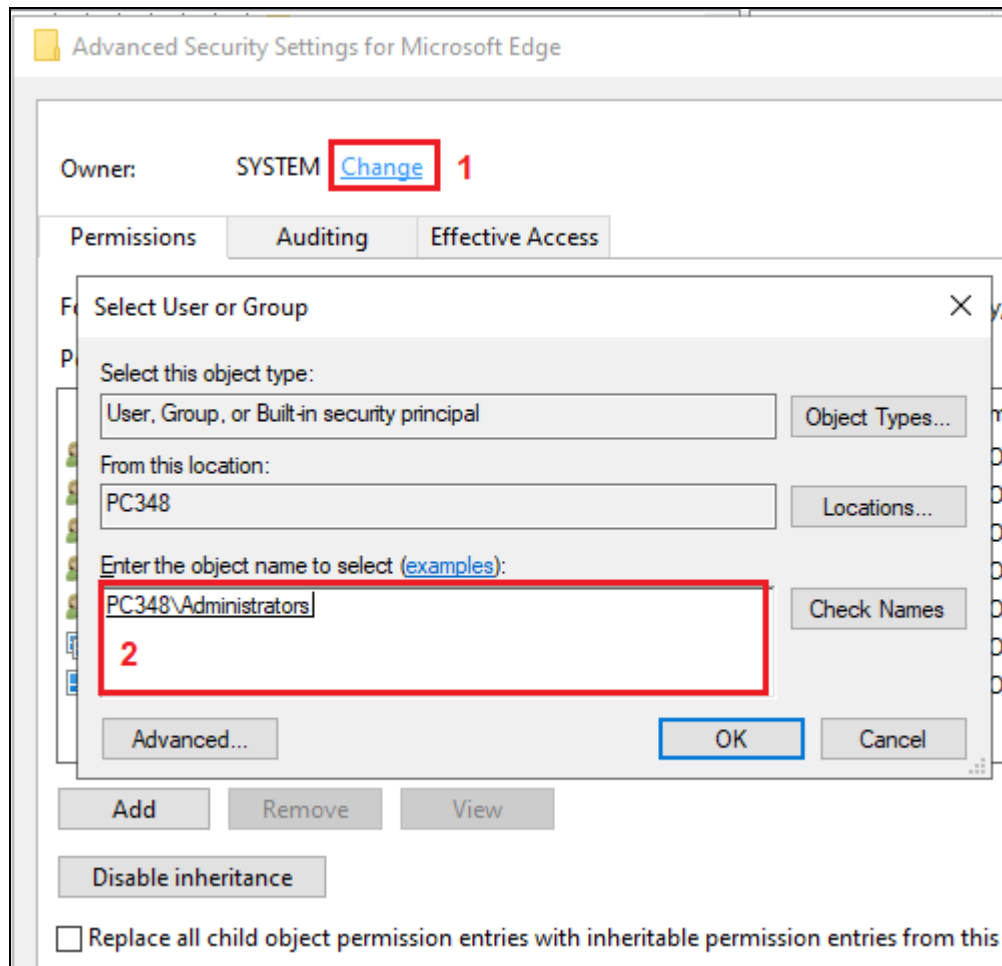 Advanced Security Settings for Microsoft Edge
Owner: SYSTEM Change 1
Permissions Auditing Effective Access
Select User or Group
Select this object type:
User, Group, or Built-in security principal Object Types...
From this location:
PC348 Locations...
Enter the object name to select (examples):
PC348\Administrators Check Names
2
Advanced... OK Cancel
Add Remove View
Disable inheritance
Replace all child object permission entries with inheritable permission entries from this